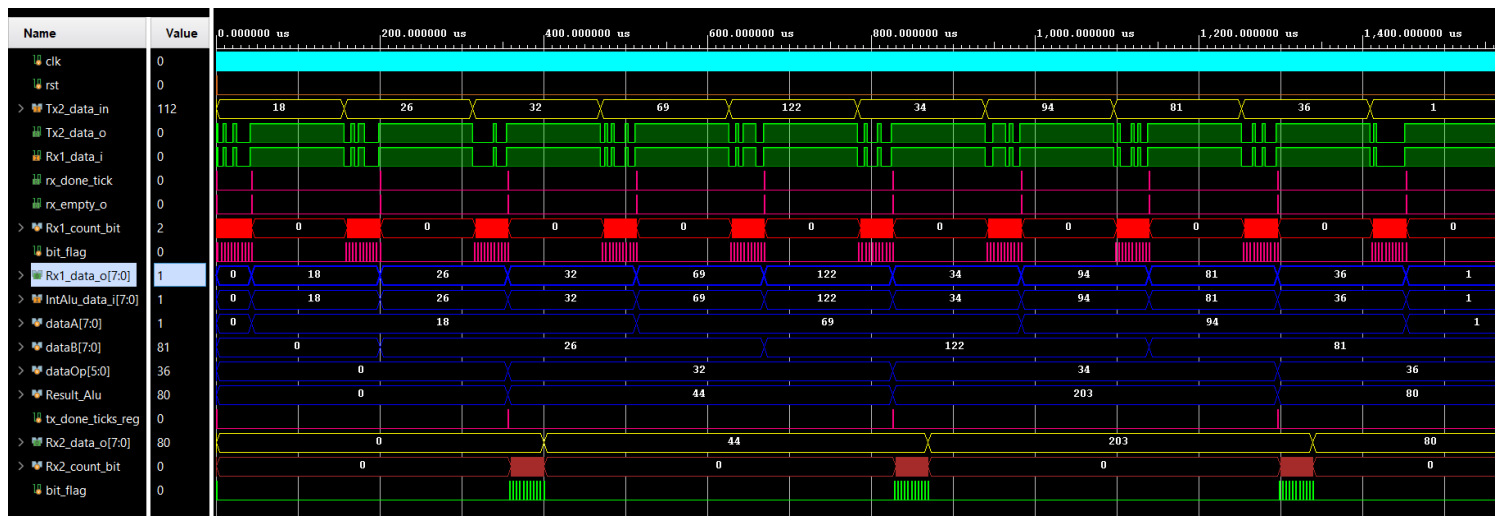 Name Value 0.000000 us 200.000000 us 400.000000 us 600.000000 us 800.000000 us 1,000.000000 us 1,200.000000 us 1,400.000000 us
clk 0
rst 0
Tx2_data_in 112 18 26 32 69 122 34 94 81 36 1
Tx2_data_o 0
Rx1_data_i 0
rx_done_tick 0
rx_empty_o 0
Rx1_count_bit 2 0 0 0 0 0 0 0 0 0 0
bit_flag 0
Rx1_data_o[7:0] 1 0 18 26 32 69 122 34 94 81 36 1
IntAlu_data_i[7:0] 1 0 18 26 32 69 122 34 94 81 36 1
dataA[7:0] 1 0 18 69 94 1
dataB[7:0] 81 0 26 122 81
dataOp[5:0] 36 0 32 34 36
Result_Alu 80 0 44 203 80
tx_done_ticks_reg 0
Rx2_data_o[7:0] 80 0 44 203 80
Rx2_count_bit 0 0 0 0 0
bit_flag 0